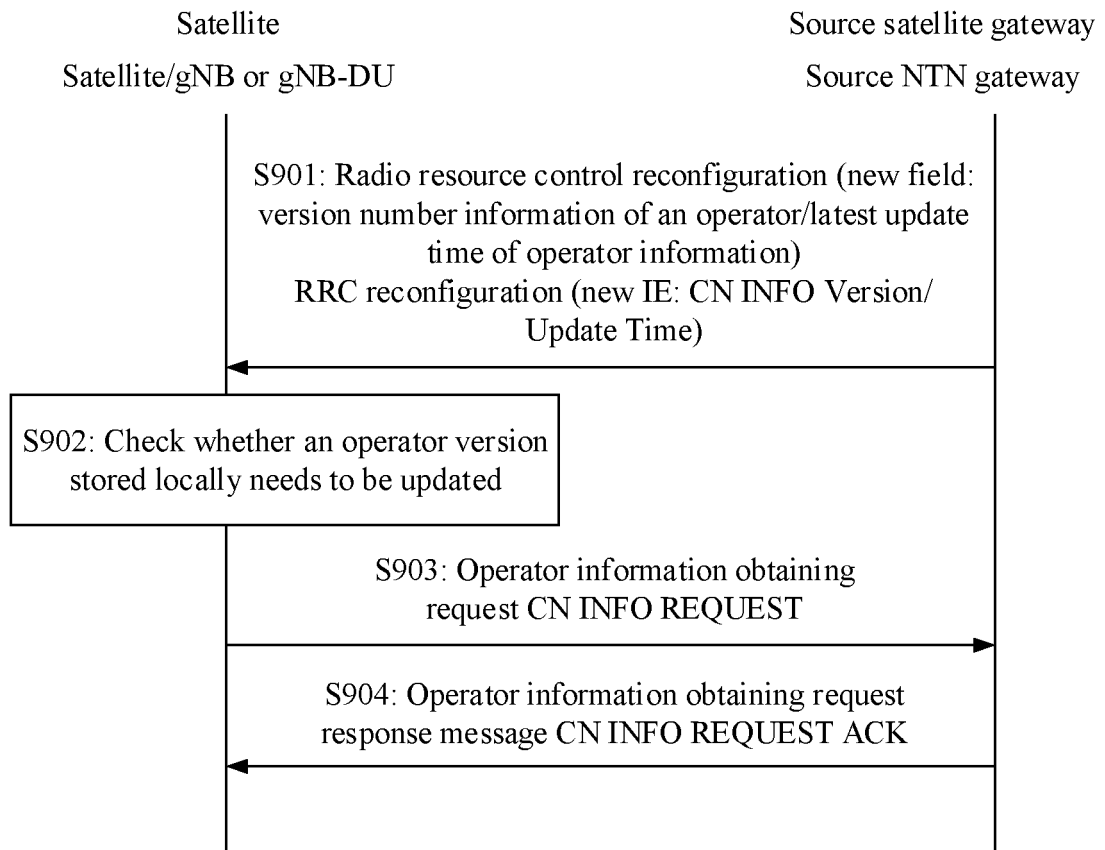 Satellite
Source satellite gateway
Satellite/gNB or gNB-DU
Source NTN gateway
S901: Radio resource control reconfiguration (new field:
version number information of an operator/latest update
time of operator information)
RRC reconfiguration (new IE: CN INFO Version/
Update Time)
S902: Check whether an operator version
stored locally needs to be updated
S903: Operator information obtaining
request CN INFO REQUEST
S904: Operator information obtaining request
response message CN INFO REQUEST ACK